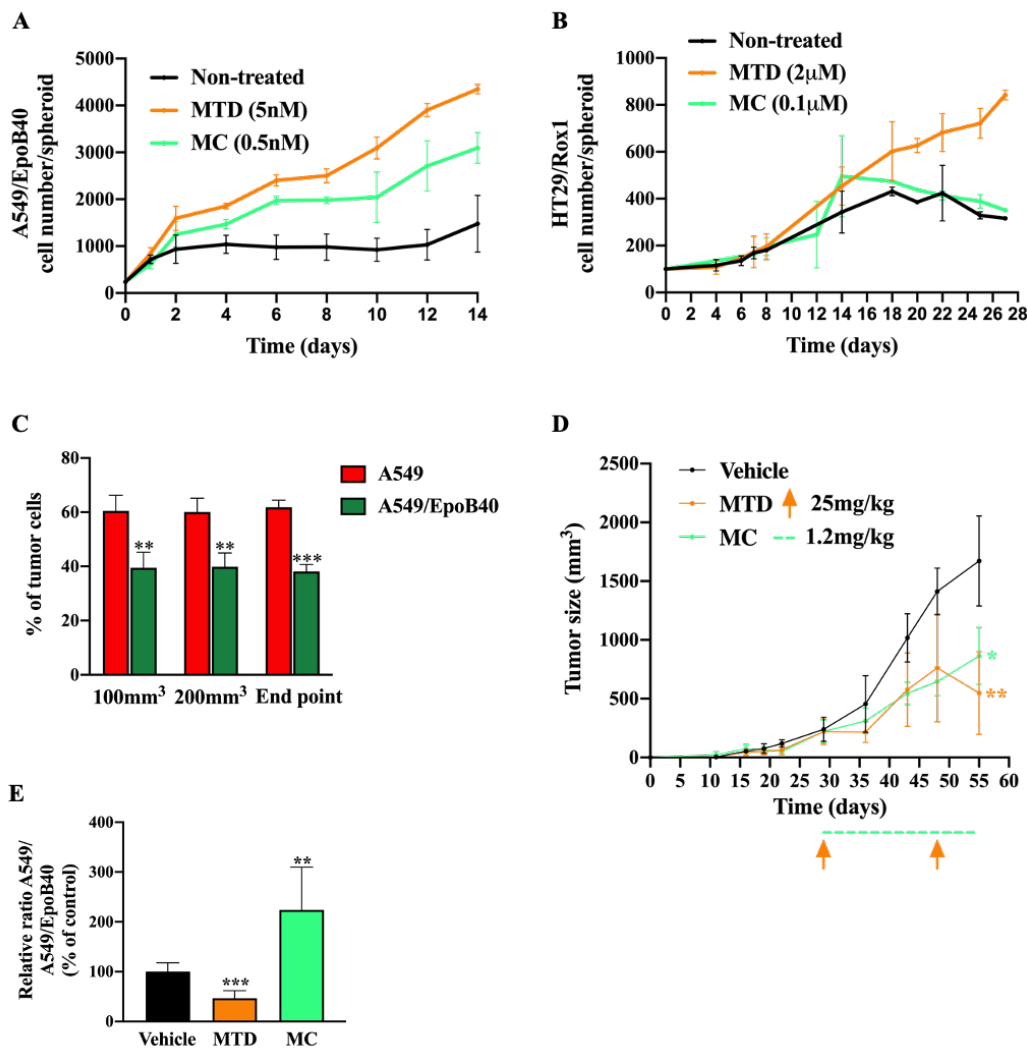 A
A549/EpoB40
cell number/spheroid
5000
4000
3000
2000
1000
0
Non-treated
MTD (5nM)
MC (0.5nM)
0 2 4 6 8 10 12 14
Time (days)
B
HT29/Rox1
cell number/spheroid
1000
800
600
400
200
0
Non-treated
MTD (2μM)
MC (0.1μM)
0 2 4 6 8 10 12 14 16 18 20 22 24 26 28
Time (days)
C
% of tumor cells
80
60
40
20
0
A549
A549/EpoB40
** ** ***
100mm³ 200mm³ End point
D
Tumor size (mm³)
2500
2000
1500
1000
500
0
Vehicle
MTD 25mg/kg
MC 1.2mg/kg
*
**
0 5 10 15 20 25 30 35 40 45 50 55 60
Time (days)
E
Relative ratio A549/
A549/EpoB40
(% of control)
400
300
200
100
0
*** **
Vehicle MTD MC